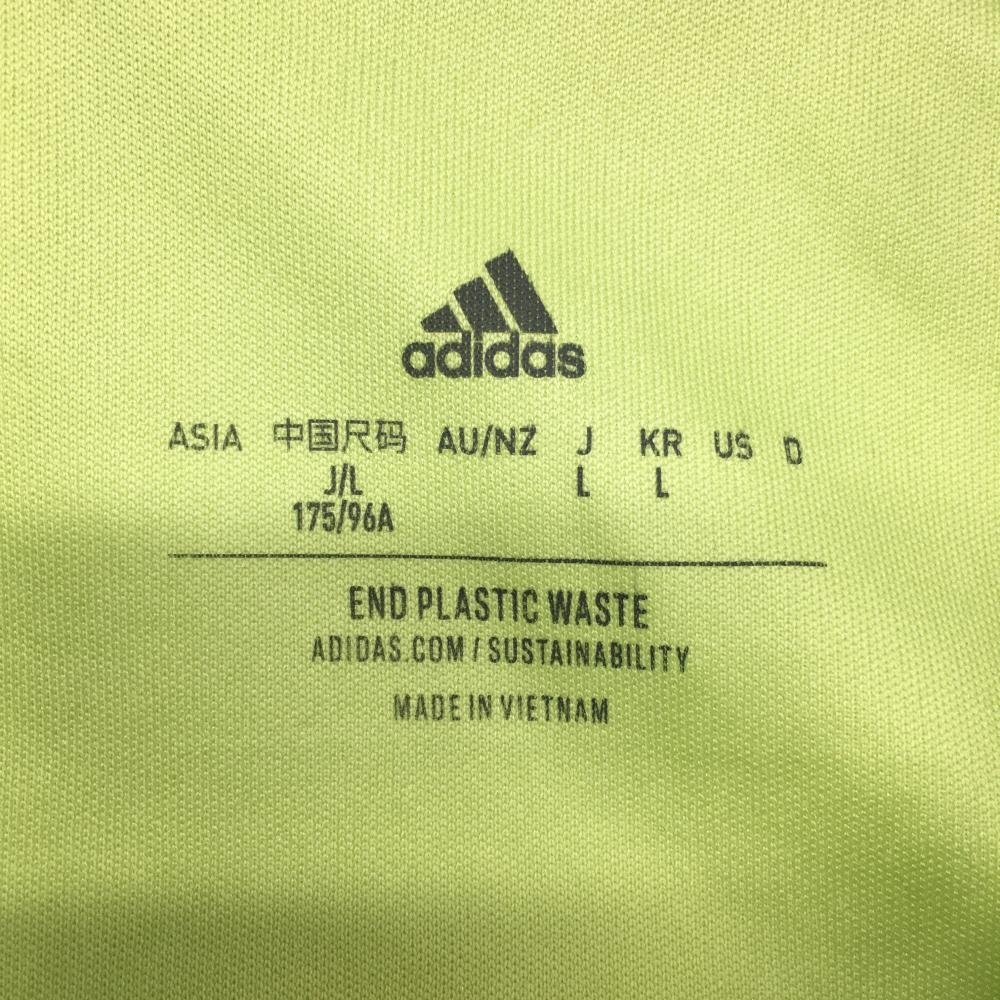 adidas
ASIA 中国尺码 AU/NZ J KR US D
J/L L L
175/96A
END PLASTIC WASTE
ADIDAS.COM / SUSTAINABILITY
MADE IN VIETNAM